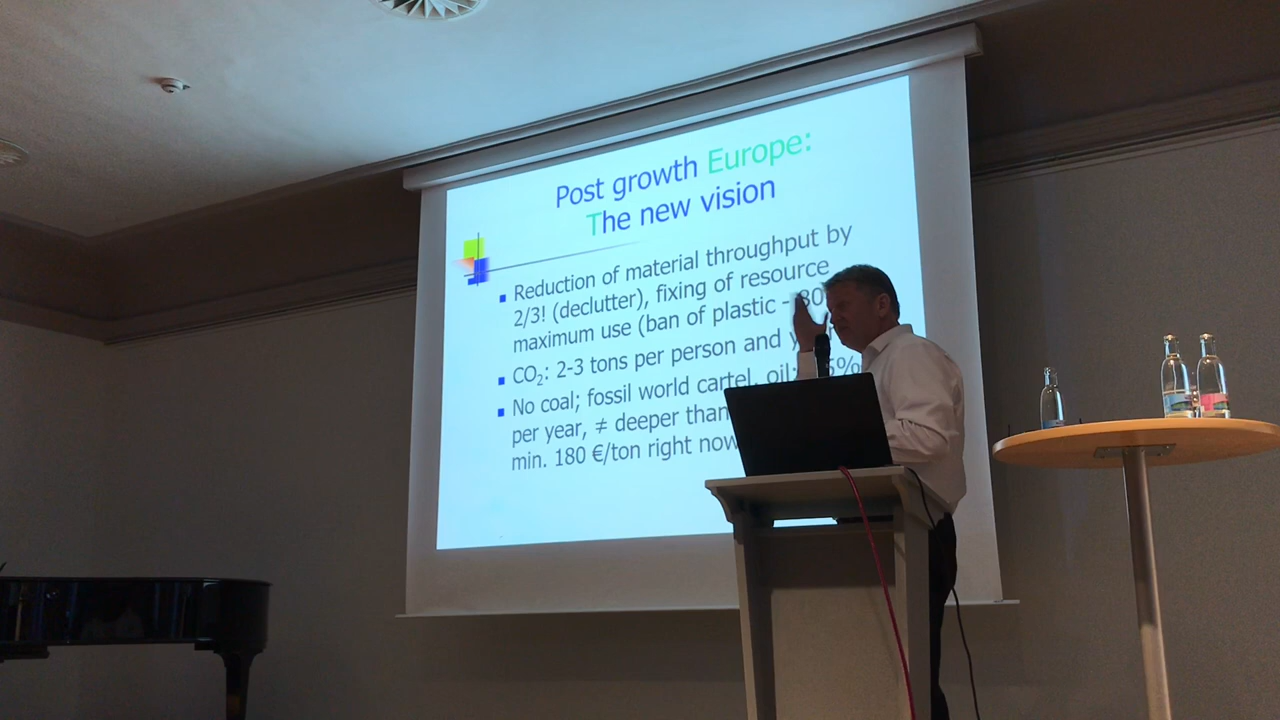 Post growth Europe:
The new vision
Reduction of material throughput by
2/3! (declutter), fixing of resource
maximum use (ban of plastic -80
CO₂: 2-3 tons per person and
No coal; fossil world cartel, oil: 5%
per year, ≠ deeper than
min. 180 €/ton right now